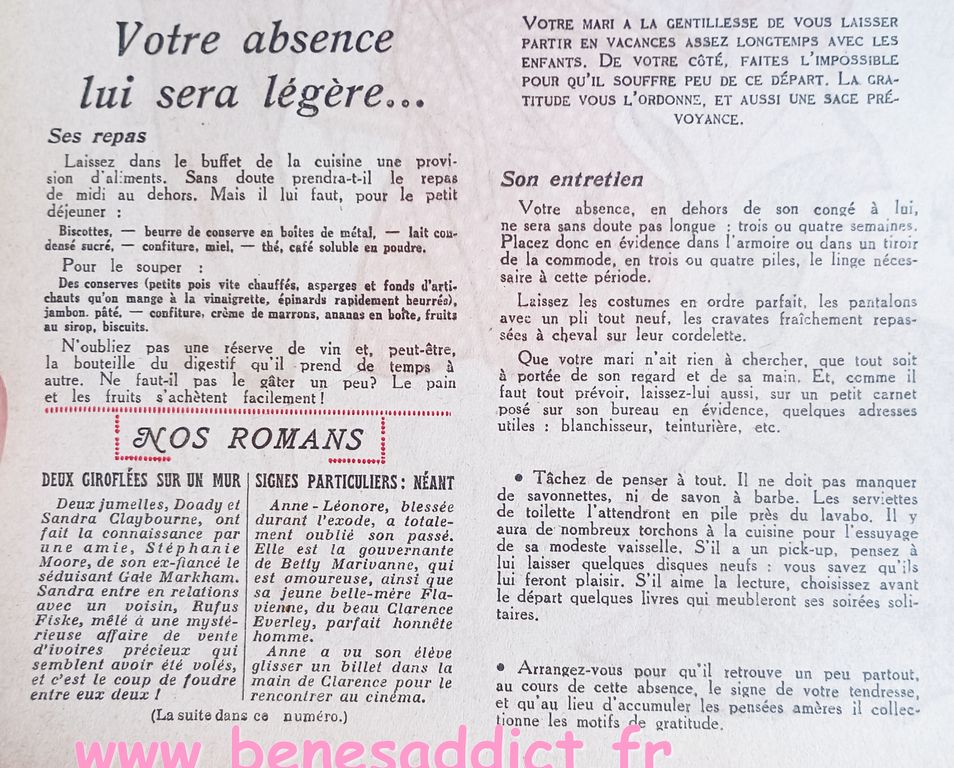 Votre absence
lui sera légère...
VOTRE MARI A LA GENTILLESSE DE VOUS LAISSER
PARTIR EN VACANCES ASSEZ LONGTEMPS AVEC LES
ENFANTS. DE VOTRE CÔTÉ, FAITES L'IMPOSSIBLE
POUR QU'IL SOUFFRE PEU DE CE DÉPART. LA GRA-
TITUDE VOUS L'ORDONNE, ET AUSSI UNE SAGE PRÉ-
VOYANCE.
Ses repas
Laissez dans le buffet de la cuisine une provi-
sion d'aliments. Sans doute prendra-t-il le repas
de midi au dehors. Mais il lui faut, pour le petit
déjeuner :
Biscottes, — beurre de conserve en boîtes de métal, — lait con-
densé sucré, — confiture, miel, — thé, café soluble en poudre.
Pour le souper :
Des conserves (petits pois vite chauffés, asperges et fonds d'arti-
chauts qu'on mange à la vinaigrette, épinards rapidement beurrés),
jambon. pâté, — confiture, crème de marrons, ananas en boîte, fruits
au sirop, biscuits.
N'oubliez pas une réserve de vin et, peut-être,
la bouteille du digestif qu'il prend de temps à
autre. Ne faut-il pas le gâter un peu? Le pain
et les fruits s'achètent facilement !
NOS ROMANS
DEUX GIROFLÉES SUR UN MUR
Deux jumelles, Doady et
Sandra Claybourne, ont
fait la connaissance par
une amie, Stéphanie
Moore, de son ex-fiancé le
séduisant Gale Markham.
Sandra entre en relations
avec un voisin, Rufus
Fiske, mêlé à une mysté-
rieuse affaire de vente
d'ivoires précieux qui
semblent avoir été volés,
et c'est le coup de foudre
entre eux deux !
SIGNES PARTICULIERS : NÉANT
Anne-Léonore, blessée
durant l'exode, a totale-
ment oublié son passé.
Elle est la gouvernante
de Betty Marivanne, qui
est amoureuse, ainsi que
sa jeune belle-mère Fla-
vienne, du beau Clarence
Everley, parfait honnête
homme.
Anne a vu son élève
glisser un billet dans la
main de Clarence pour le
rencontrer au cinéma.
(La suite dans ce numéro.)
Son entretien
Votre absence, en dehors de son congé à lui,
ne sera sans doute pas longue : trois ou quatre semaines.
Placez donc en évidence dans l'armoire ou dans un tiroir
de la commode, en trois ou quatre piles, le linge néces-
saire à cette période.
Laissez les costumes en ordre parfait, les pantalons
avec un pli tout neuf, les cravates fraîchement repas-
sées à cheval sur leur cordelette.
Que votre mari n'ait rien à chercher, que tout soit
à portée de son regard et de sa main. Et, comme il
faut tout prévoir, laissez-lui aussi, sur un petit carnet
posé sur son bureau en évidence, quelques adresses
utiles : blanchisseur, teinturière, etc.
• Tâchez de penser à tout. Il ne doit pas manquer
de savonnettes, ni de savon à barbe. Les serviettes
de toilette l'attendront en pile près du lavabo. Il y
aura de nombreux torchons à la cuisine pour l'essuyage
de sa modeste vaisselle. S'il a un pick-up, pensez à
lui laisser quelques disques neufs : vous savez qu'ils
lui feront plaisir. S'il aime la lecture, choisissez avant
le départ quelques livres qui meubleront ses soirées soli-
taires.
• Arrangez-vous pour qu'il retrouve un peu partout,
au cours de cette absence, le signe de votre tendresse,
et qu'au lieu d'accumuler les pensées amères il collec-
tionne les motifs de gratitude.
www benesaddict fr